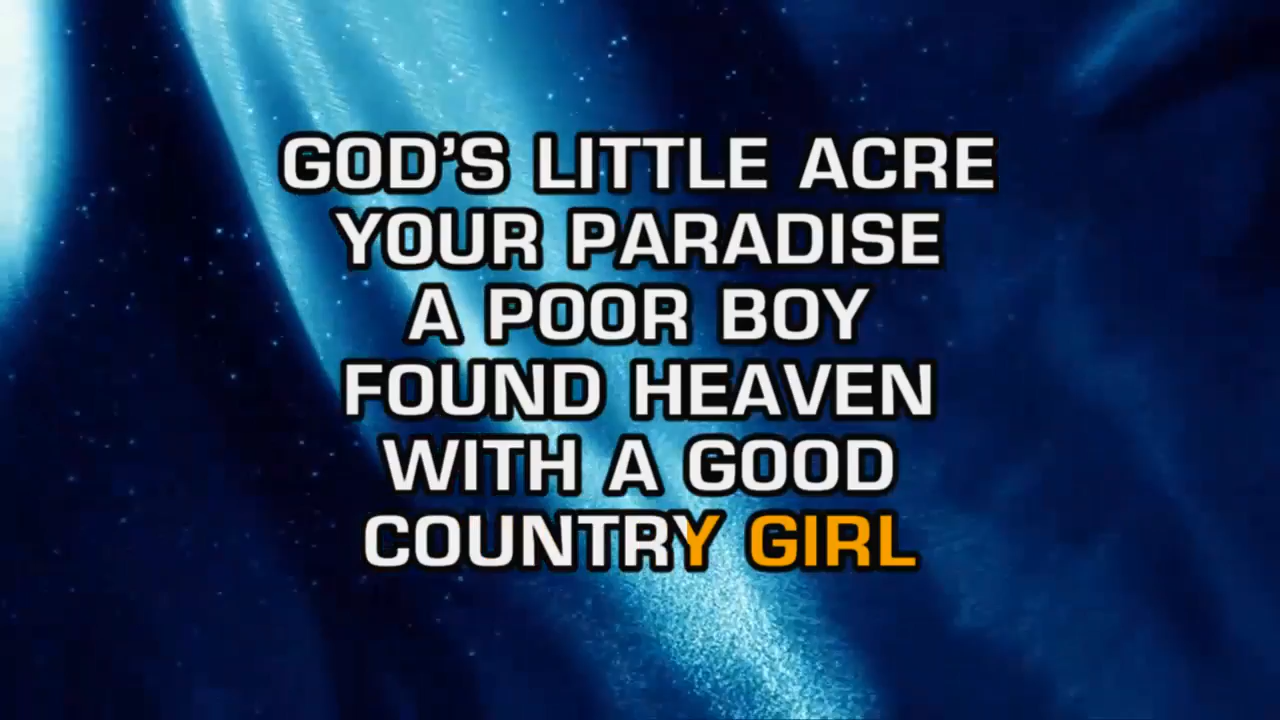 GOD'S LITTLE ACRE
YOUR PARADISE
A POOR BOY
FOUND HEAVEN
WITH A GOOD
COUNTRY GIRL